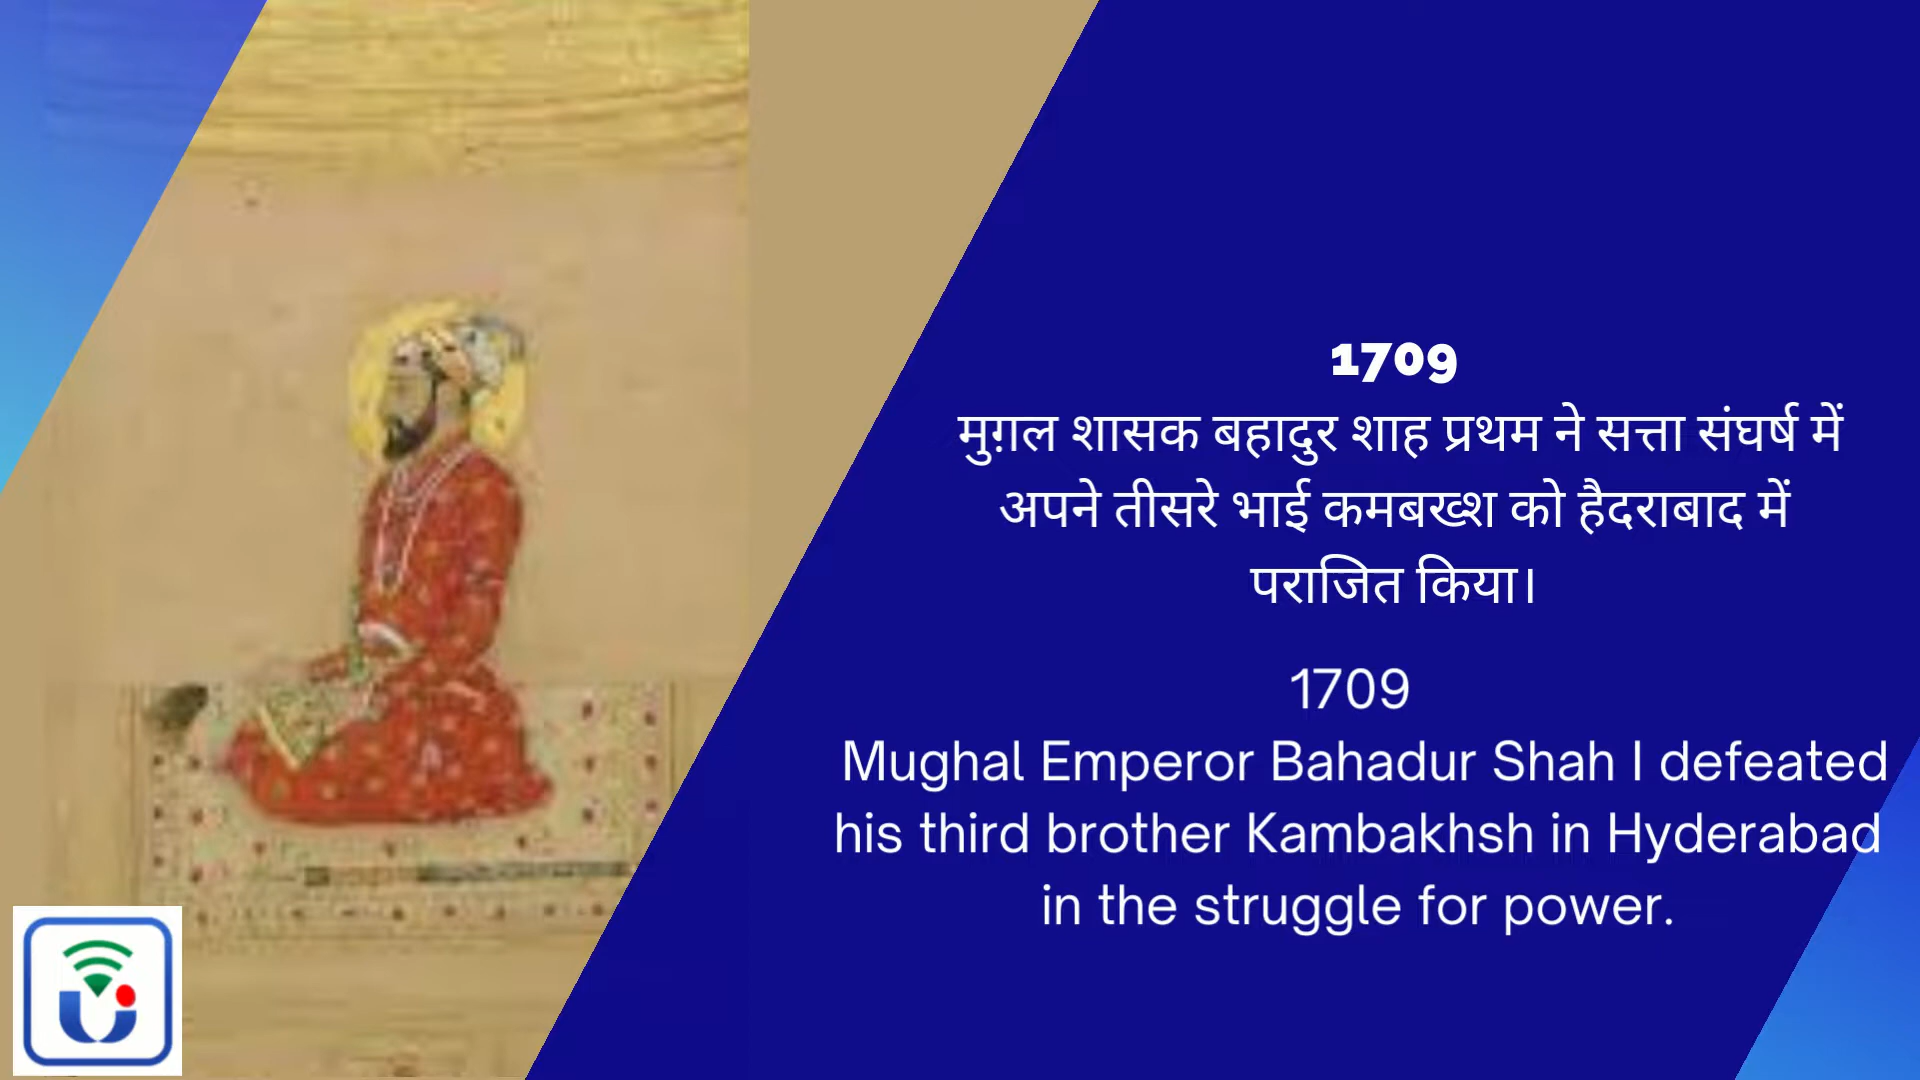 1709
मुग़ल शासक बहादुर शाह प्रथम ने सत्ता संघर्ष में
अपने तीसरे भाई कमबख्श को हैदराबाद में
पराजित किया।
1709
Mughal Emperor Bahadur Shah I defeated
his third brother Kambakhsh in Hyderabad
in the struggle for power.